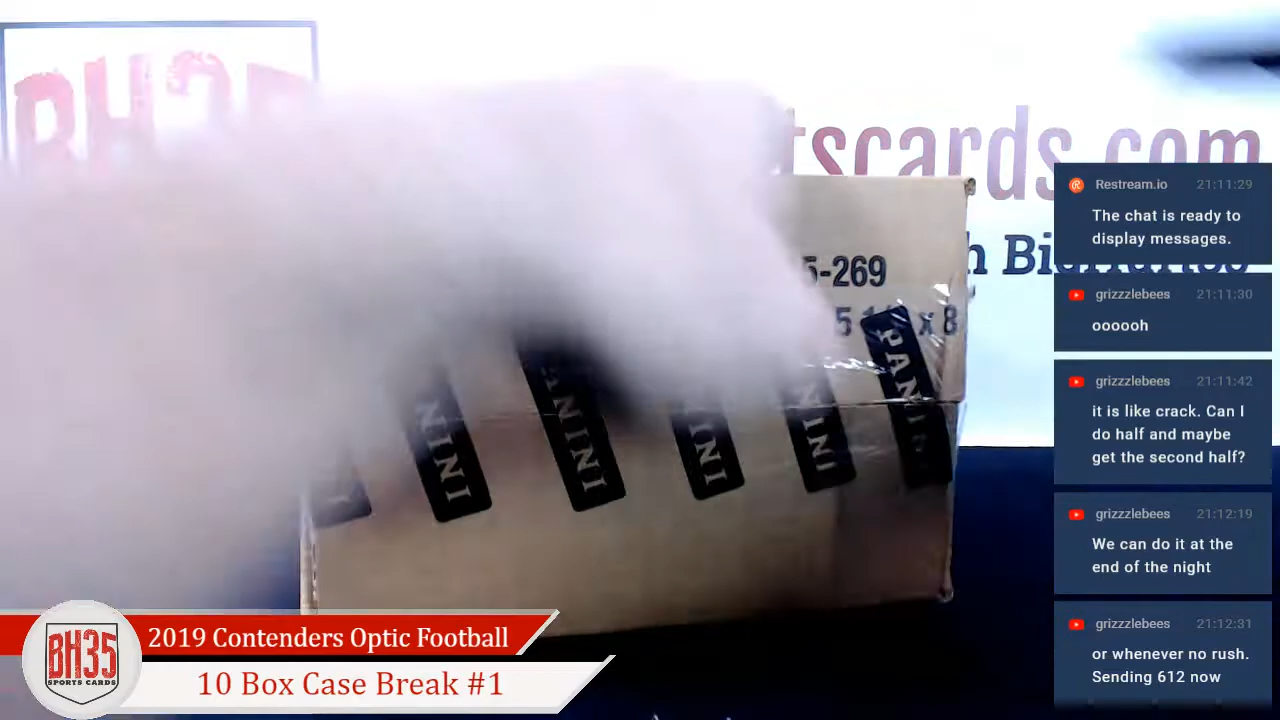 BH35
tscards.com
5-269
x 8
PANINI
PANINI
2019 Contenders Optic Football
10 Box Case Break #1
BH35
SPORTS CARDS
Restream.io 21:11:29
The chat is ready to
display messages.
grizzzlebees 21:11:30
oooooh
grizzzlebees 21:11:42
it is like crack. Can I
do half and maybe
get the second half?
grizzzlebees 21:12:19
We can do it at the
end of the night
grizzzlebees 21:12:31
or whenever no rush.
Sending 612 now